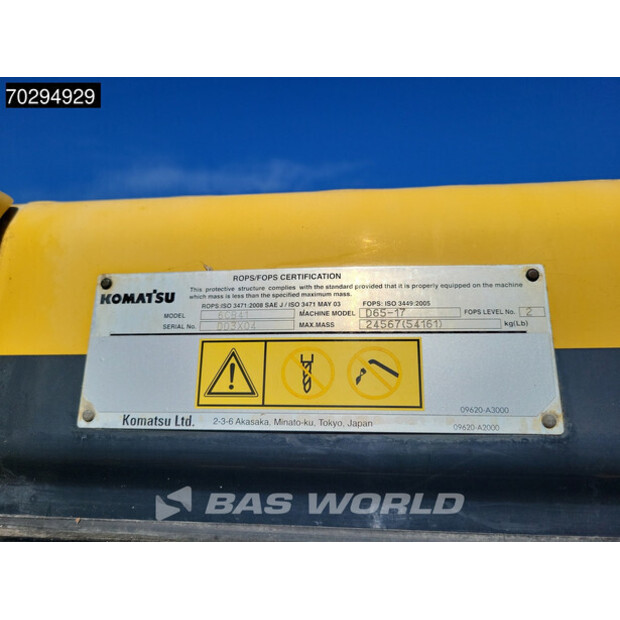 70294929
ROPS/FOPS CERTIFICATION
KOMATSU
This protective structure complies with the standard provided that it is properly equipped on the machine
which mass is less than the specified maximum mass.
ROPS:ISO 3471:2008 SAE J / ISO 3471 MAY 03 FOPS: ISO 3449:2005
MODEL MACHINE MODEL D65-17 FOPS LEVEL No. 2
SERIAL No. MAX.MASS 24567(54161) kg(Lb)
09620-A3000
Komatsu Ltd. 2-3-6 Akasaka, Minato-ku, Tokyo, Japan 09620-A2000
BAS WORLD